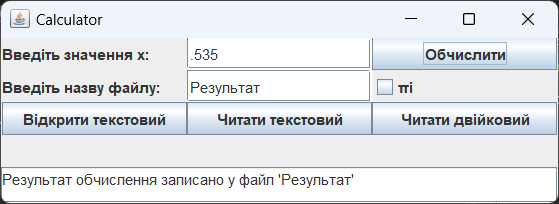 Calculator
Введіть значення x: .535 Обчислити
Введіть назву файлу: Результат πі
Відкрити текстовий Читати текстовий Читати двійковий
Результат обчислення записано у файл 'Результат'